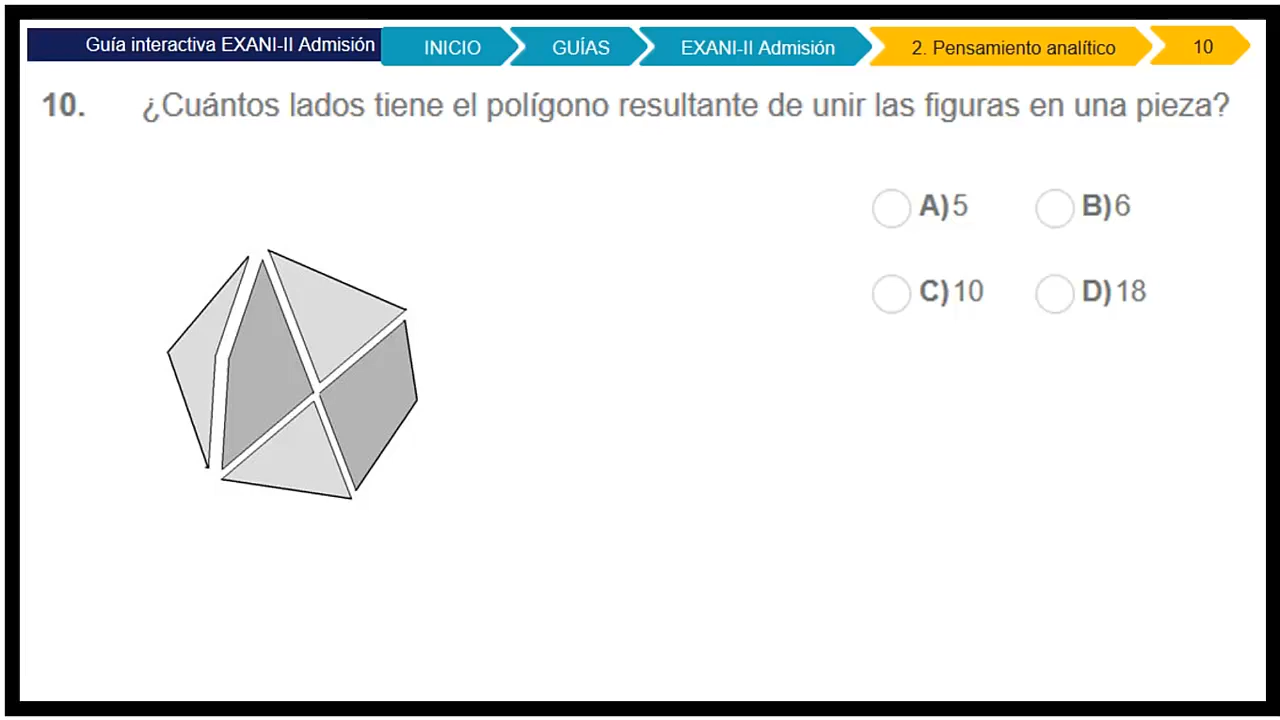 Guía interactiva EXANI-II Admisión INICIO GUÍAS EXANI-II Admisión 2. Pensamiento analítico 10
10. ¿Cuántos lados tiene el polígono resultante de unir las figuras en una pieza?
A)5 B)6
C)10 D)18